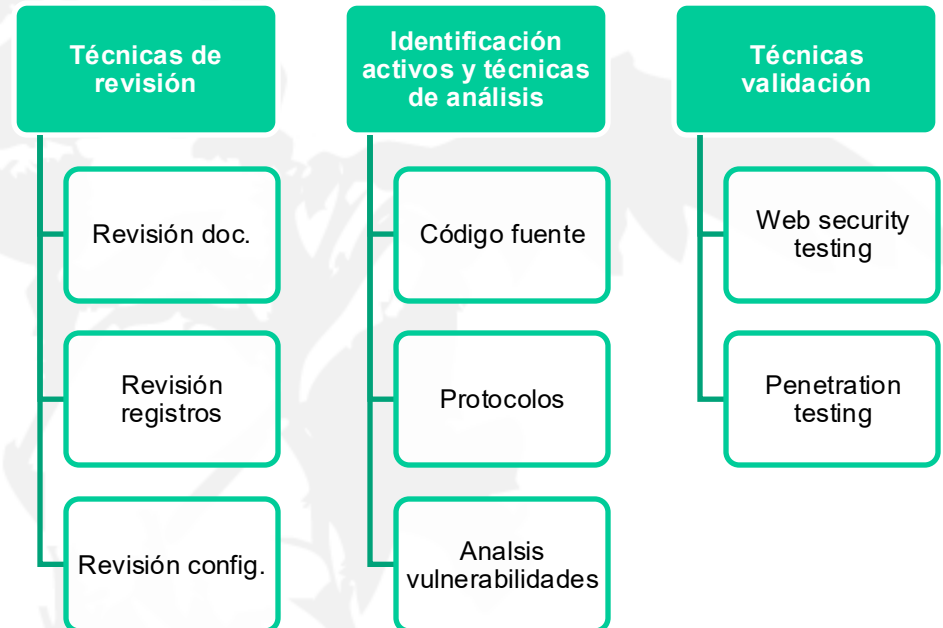 Técnicas de
revisión
Revisión doc.
Revisión
registros
Revisión config.
Identificación
activos y técnicas
de análisis
Código fuente
Protocolos
Analsis
vulnerabilidades
Técnicas
validación
Web security
testing
Penetration
testing